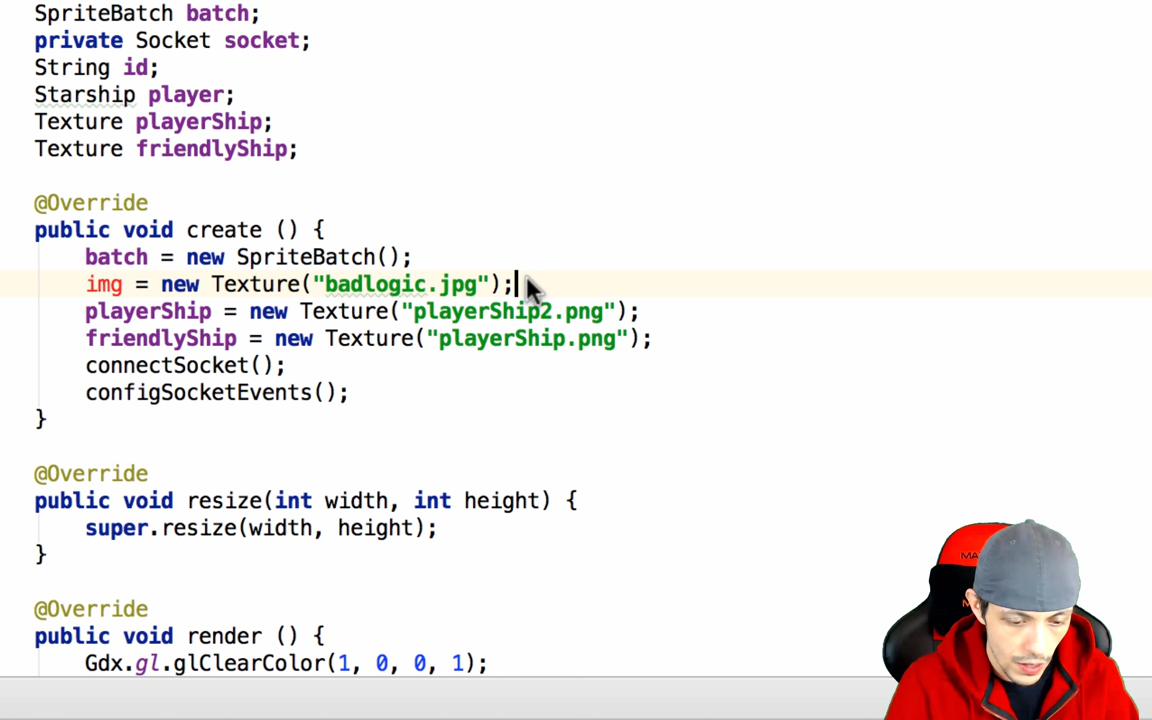 SpriteBatch batch;
private Socket socket;
String id;
Starship player;
Texture playerShip;
Texture friendlyShip;
@Override
public void create () {
batch = new SpriteBatch();
img = new Texture("badlogic.jpg");
playerShip = new Texture("playerShip2.png");
friendlyShip = new Texture("playerShip.png");
connectSocket();
configSocketEvents();
}
@Override
public void resize(int width, int height) {
super.resize(width, height);
}
@Override
public void render () {
Gdx.gl.glClearColor(1, 0, 0, 1);